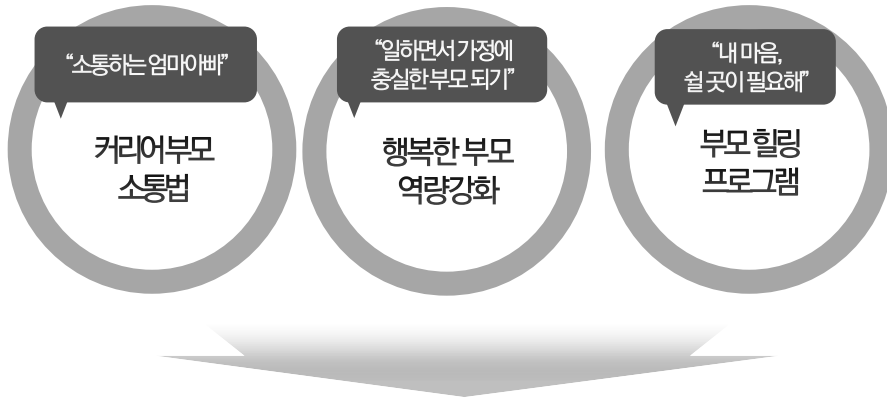 “소통하는 엄마아빠”
커리어부모
소통법
“일하면서 가정에
충실한 부모 되기”
행복한 부모
역량강화
“내 마음,
쉴 곳이 필요해”
부모 힐링
프로그램